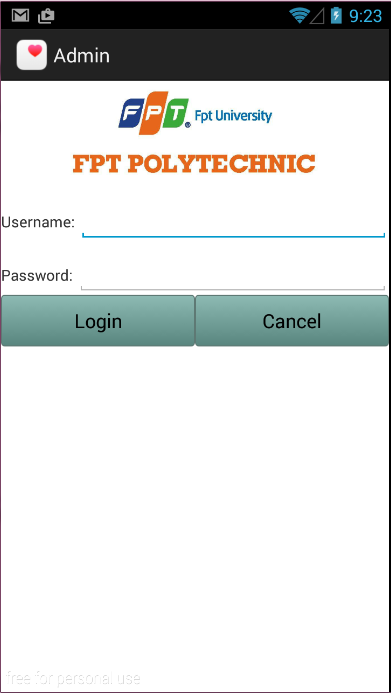 9:23
Admin
FPT® Fpt University
FPT POLYTECHNIC
Username:
Password:
Login Cancel
free for personal use